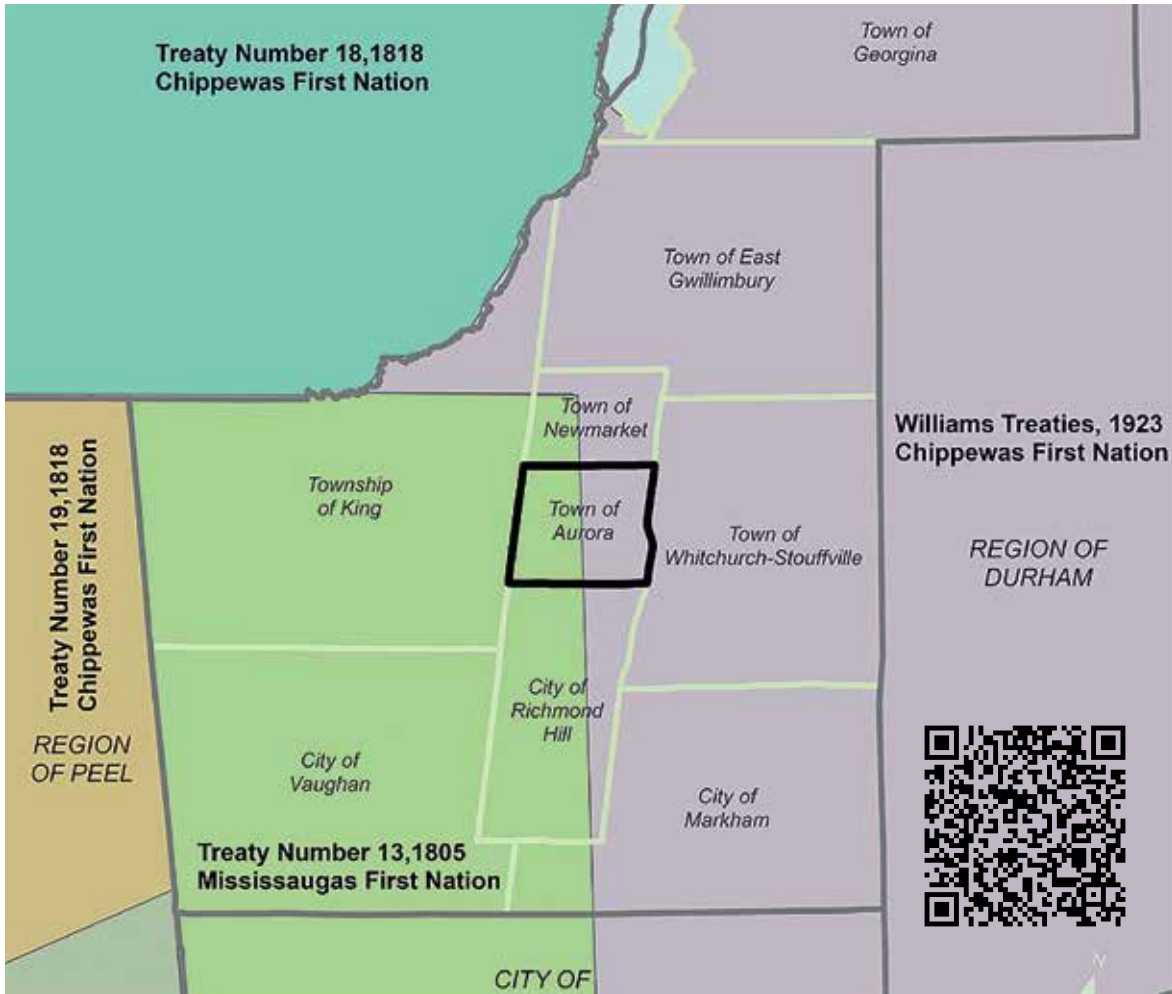 Treaty Number 18,1818
Chippewas First Nation
Town of
Georgina
Town of East
Gwillimbury
Town of
Newmarket
Williams Treaties, 1923
Chippewas First Nation
Treaty Number 19,1818
Chippewas First Nation
Township
of King
Town of
Aurora
Town of
Whitchurch-Stouffville
REGION OF
DURHAM
City of
Richmond
Hill
REGION
OF PEEL
City of
Vaughan
City of
Markham
Treaty Number 13,1805
Mississaugas First Nation
CITY OF
N